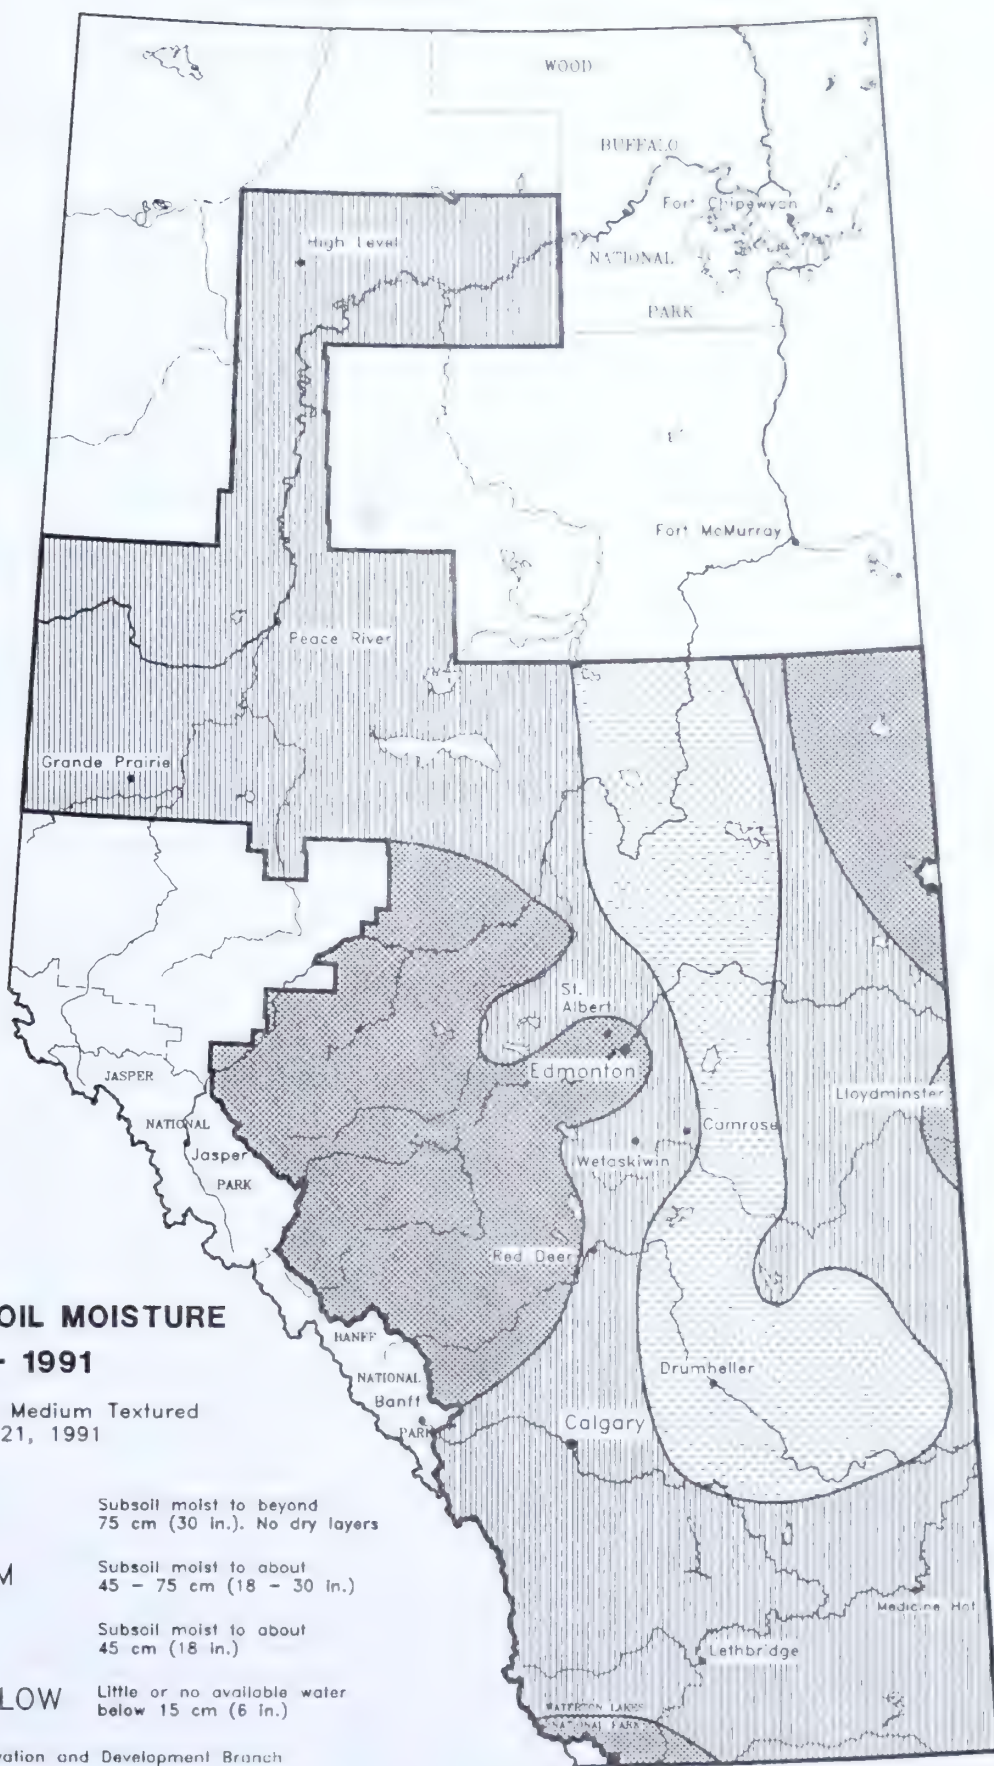 WOOD
BUFFALO
Fort Chipewyan
High Level
NATIONAL
PARK
Fort McMurray
Peace River
Grande Prairie
St.
Albert
Edmonton
JASPER
Lloydminster
NATIONAL
Camrose
Jasper
Wetaskiwin
PARK
Red Deer
OIL MOISTURE
- 1991
BANFF
NATIONAL
Drumheller
Banff
Medium Textured
Calgary
21, 1991
PARK
Subsoil moist to beyond
75 cm (30 in.). No dry layers
M
Subsoil moist to about
45 - 75 cm (18 - 30 in.)
Medicine Hat
Subsoil moist to about
45 cm (18 in.)
Lethbridge
LOW
Little or no available water
below 15 cm (6 in.)
WATERTON LAKES
NATIONAL PARK
vation and Development Branch